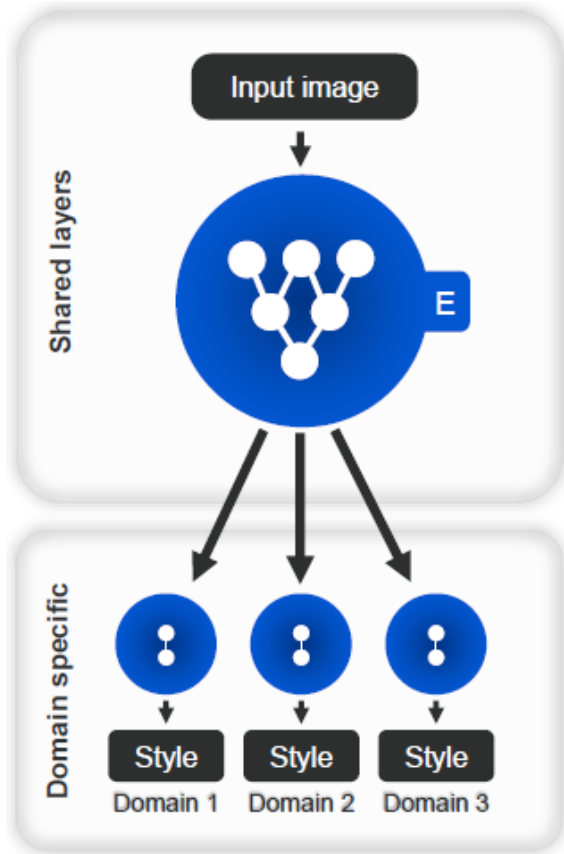 Input image
Shared layers
E
Domain specific
Style
Style
Style
Domain 1
Domain 2
Domain 3